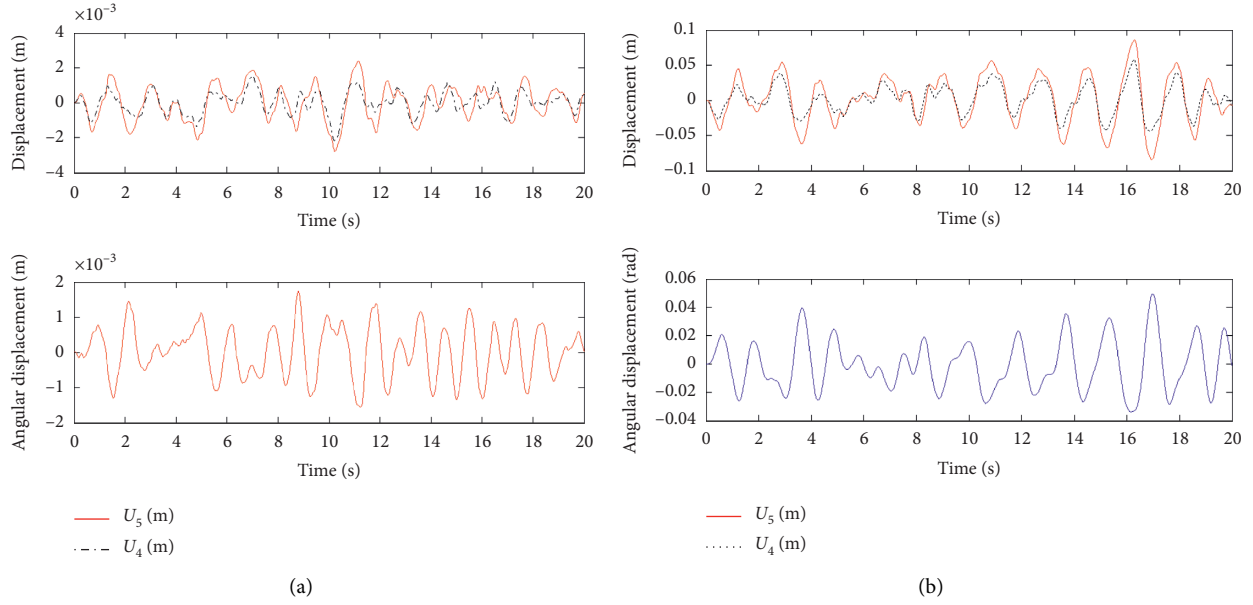 ×10⁻³
4
2
0
−2
−4
Displacement (m)
0 2 4 6 8 10 12 14 16 18 20
Time (s)
×10⁻³
2
1
0
−1
−2
Angular displacement (m)
0 2 4 6 8 10 12 14 16 18 20
Time (s)
U₅ (m)
U₄ (m)
(a)
0.1
0.05
0
−0.05
−0.1
Displacement (m)
0 2 4 6 8 10 12 14 16 18 20
Time (s)
0.06
0.04
0.02
0
−0.02
−0.04
Angular displacement (rad)
0 2 4 6 8 10 12 14 16 18 20
Time (s)
U₅ (m)
U₄ (m)
(b)